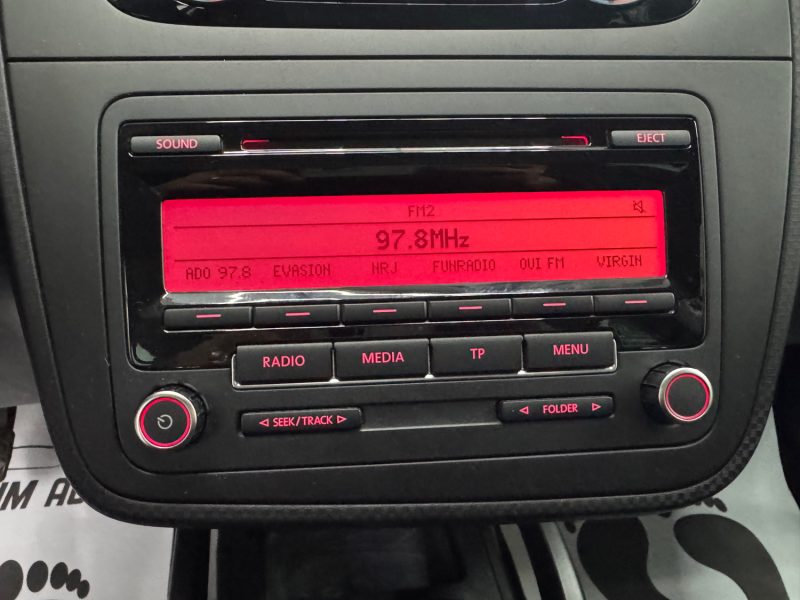 SOUND EJECT
FM2
97.8MHz
ADO 97.8 EVASION NRJ FUNRADIO OUI FM VIRGIN
RADIO MEDIA TP MENU
SEEK/TRACK FOLDER